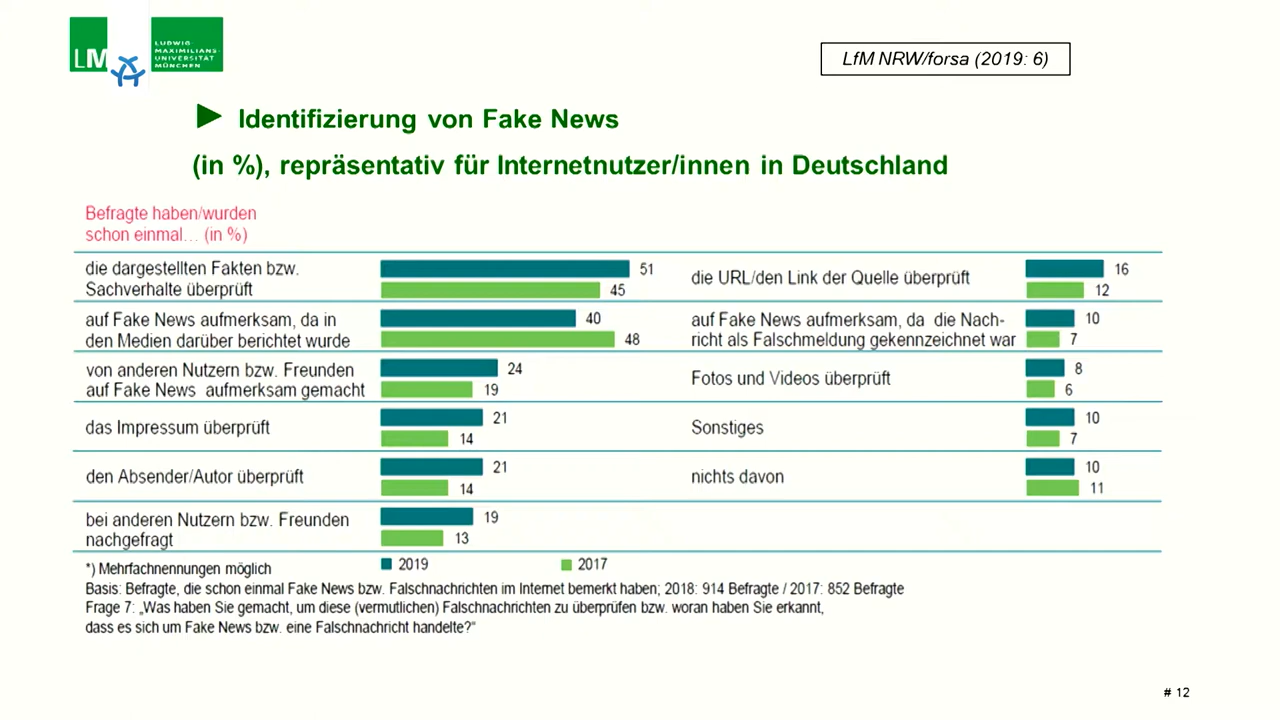 LMU
LUDWIG
MAXIMILIANS-
UNIVERSITÄT
MÜNCHEN
LfM NRW/forsa (2019: 6)
► Identifizierung von Fake News
(in %), repräsentativ für Internetnutzer/innen in Deutschland
Befragte haben/wurden
schon einmal... (in %)
die dargestellten Fakten bzw.
Sachverhalte überprüft
51
45
auf Fake News aufmerksam, da in
den Medien darüber berichtet wurde
40
48
von anderen Nutzern bzw. Freunden
auf Fake News aufmerksam gemacht
24
19
das Impressum überprüft
21
14
den Absender/Autor überprüft
21
14
bei anderen Nutzern bzw. Freunden
nachgefragt
19
13
die URL/den Link der Quelle überprüft
16
12
auf Fake News aufmerksam, da die Nach-
richt als Falschmeldung gekennzeichnet war
10
7
Fotos und Videos überprüft
8
6
Sonstiges
10
7
nichts davon
10
11
2019
2017
*) Mehrfachnennungen möglich
Basis: Befragte, die schon einmal Fake News bzw. Falschnachrichten im Internet bemerkt haben; 2018: 914 Befragte / 2017: 852 Befragte
Frage 7: „Was haben Sie gemacht, um diese (vermutlichen) Falschnachrichten zu überprüfen bzw. woran haben Sie erkannt,
dass es sich um Fake News bzw. eine Falschnachricht handelte?“
# 12